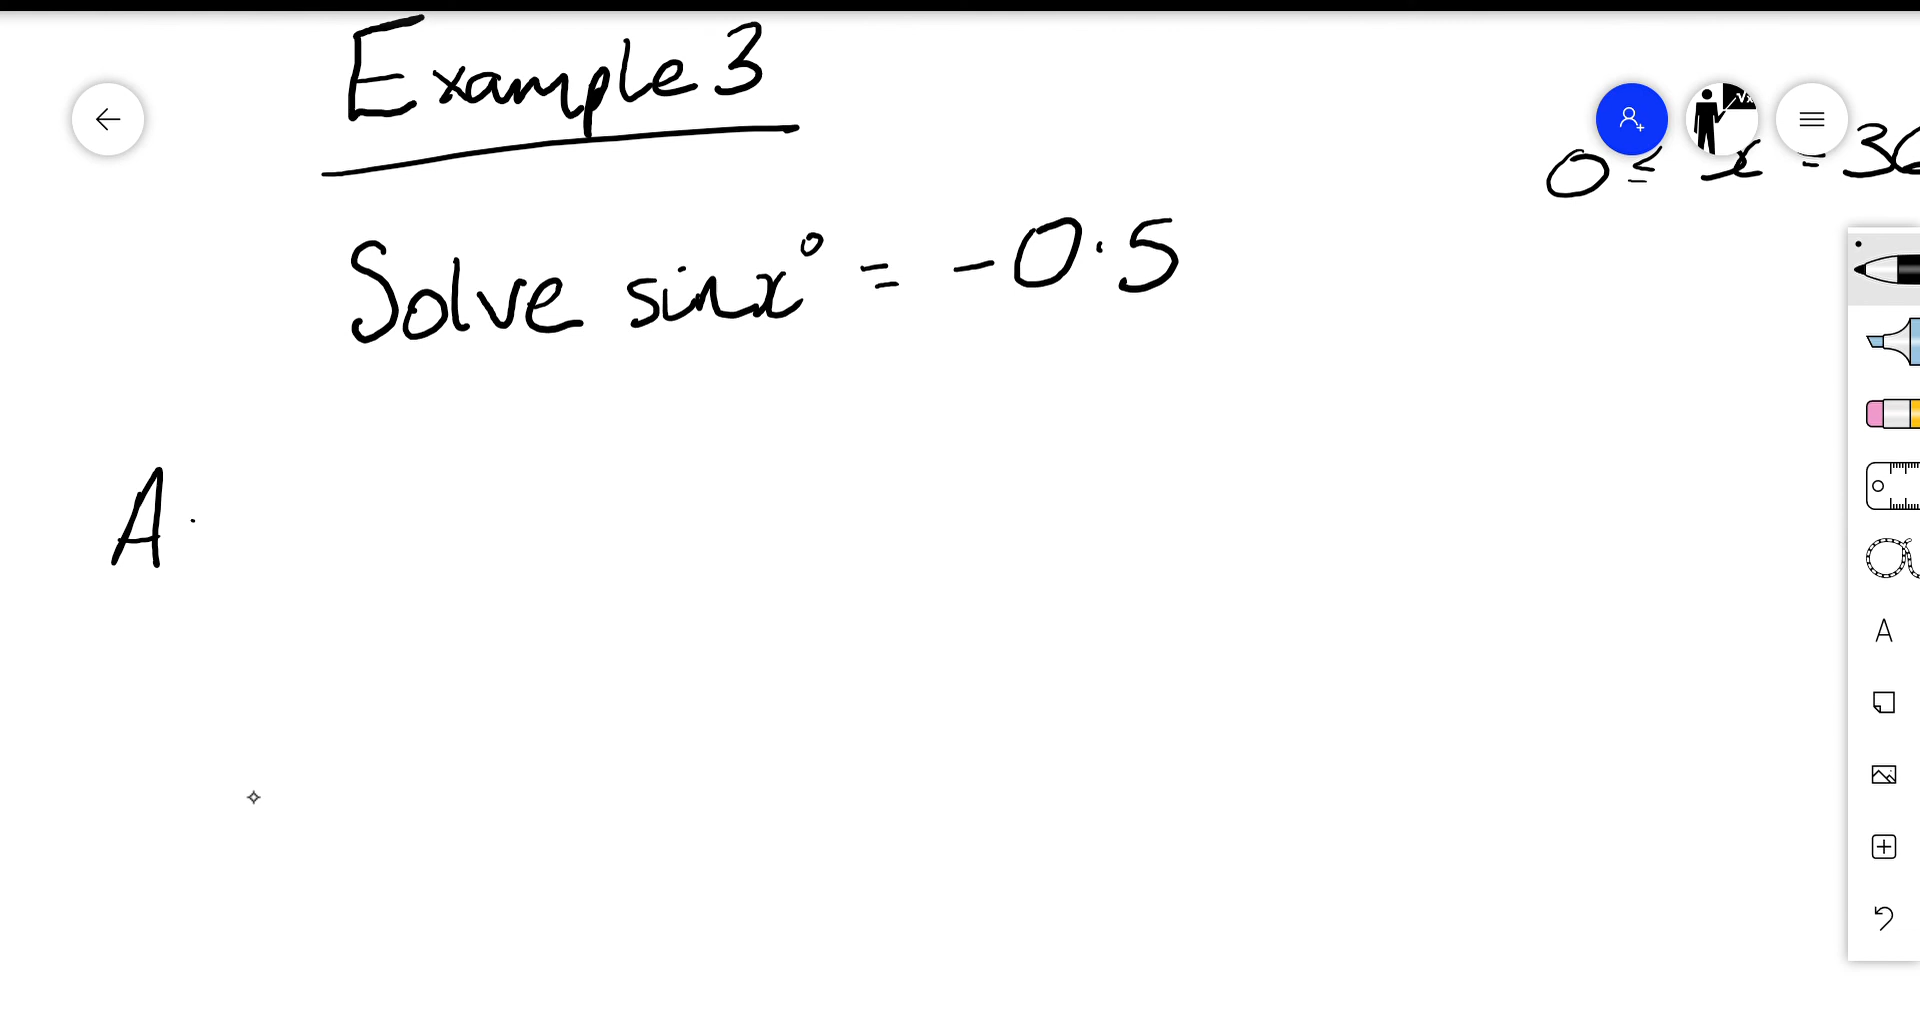 Example 3
0 ≤ x ≤ 36
Solve sinx° = -0.5
A